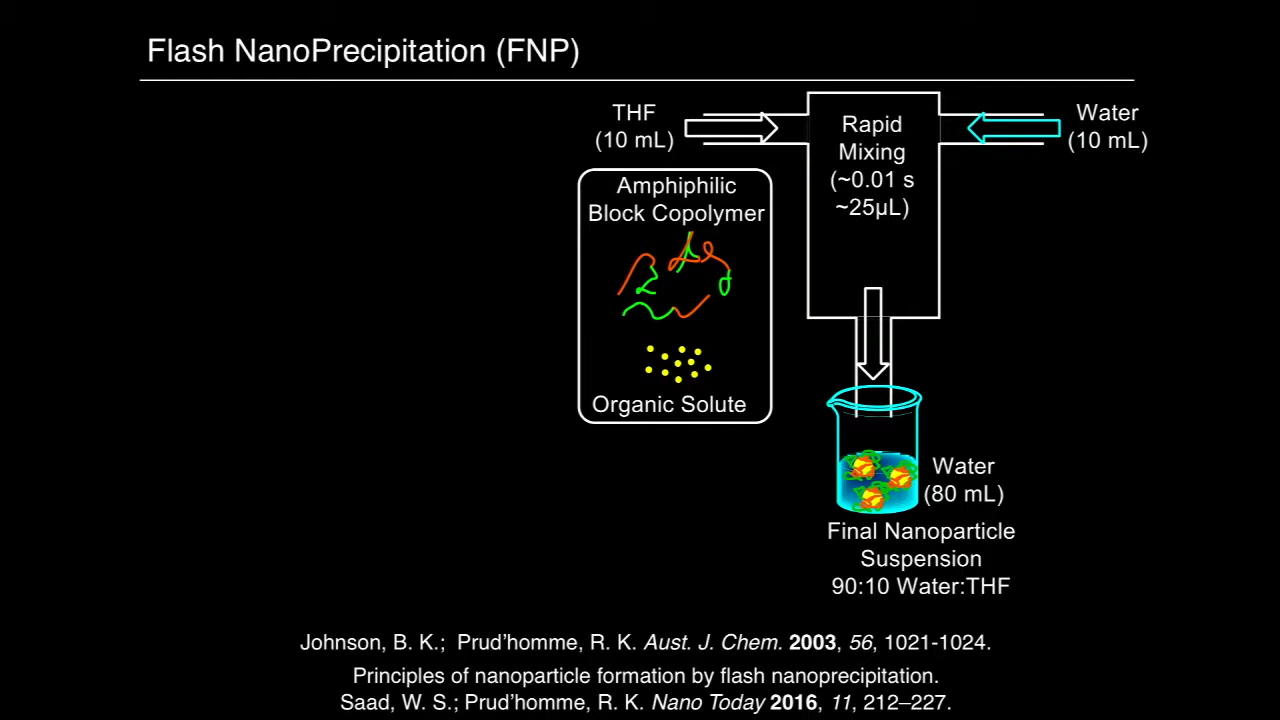 Flash NanoPrecipitation (FNP)
THF
(10 mL)
Rapid
Mixing
(~0.01 s
~25µL)
Water
(10 mL)
Amphiphilic
Block Copolymer
Organic Solute
Water
(80 mL)
Final Nanoparticle
Suspension
90:10 Water:THF
Johnson, B. K.;  Prud’homme, R. K. Aust. J. Chem. 2003, 56, 1021-1024.
Principles of nanoparticle formation by flash nanoprecipitation.
Saad, W. S.; Prud’homme, R. K. Nano Today 2016, 11, 212–227.